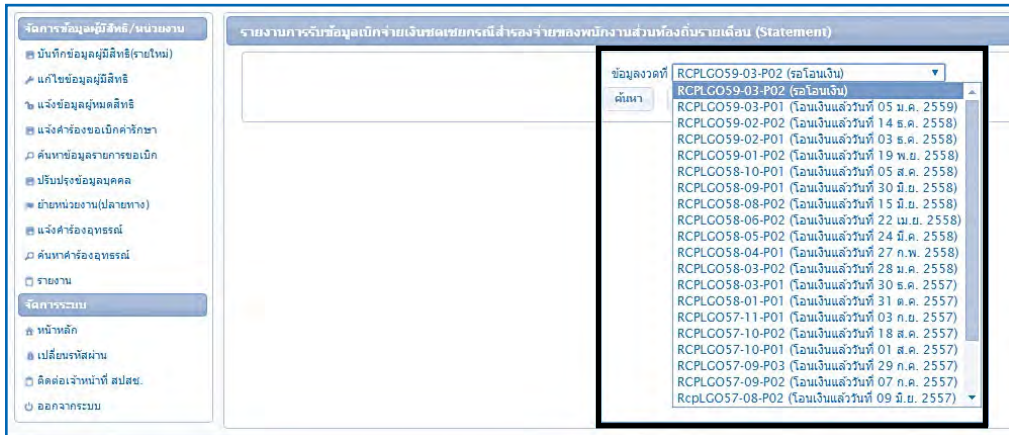 จัดการข้อมูลผู้มีสิทธิ/หน่วยงาน
บันทึกข้อมูลผู้มีสิทธิ(รายใหม่)
แก้ไขข้อมูลผู้มีสิทธิ
แจ้งข้อมูลผู้หมดสิทธิ
แจ้งคำร้องขอเบิกค่ารักษา
ค้นหาข้อมูลรายการขอเบิก
ปรับปรุงข้อมูลบุคคล
ย้ายหน่วยงาน(ปลายทาง)
แจ้งคำร้องอุทธรณ์
ค้นหาคำร้องอุทธรณ์
รายงาน
จัดการระบบ
หน้าหลัก
เปลี่ยนรหัสผ่าน
ติดต่อเจ้าหน้าที่ สปสช.
ออกจากระบบ
รายงานการรับข้อมูลเบิกจ่ายเงินชดเชยกรณีสำรองจ่ายของพนักงานส่วนท้องถิ่นรายเดือน (Statement)
ข้อมูลงวดที่ RCPLGO59-03-P02 (รอโอนเงิน)
ค้นหา
RCPLGO59-03-P02 (รอโอนเงิน)
RCPLGO59-03-P01 (โอนเงินแล้ววันที่ 05 ม.ค. 2559)
RCPLGO59-02-P02 (โอนเงินแล้ววันที่ 14 ธ.ค. 2558)
RCPLGO59-02-P01 (โอนเงินแล้ววันที่ 03 ธ.ค. 2558)
RCPLGO59-01-P02 (โอนเงินแล้ววันที่ 19 พ.ย. 2558)
RCPLGO58-10-P01 (โอนเงินแล้ววันที่ 05 ส.ค. 2558)
RCPLGO58-09-P01 (โอนเงินแล้ววันที่ 30 มิ.ย. 2558)
RCPLGO58-08-P02 (โอนเงินแล้ววันที่ 15 มิ.ย. 2558)
RCPLGO58-06-P02 (โอนเงินแล้ววันที่ 22 เม.ย. 2558)
RCPLGO58-05-P02 (โอนเงินแล้ววันที่ 24 มี.ค. 2558)
RCPLGO58-04-P01 (โอนเงินแล้ววันที่ 27 ก.พ. 2558)
RCPLGO58-03-P02 (โอนเงินแล้ววันที่ 28 ม.ค. 2558)
RCPLGO58-03-P01 (โอนเงินแล้ววันที่ 30 ธ.ค. 2557)
RCPLGO58-01-P01 (โอนเงินแล้ววันที่ 31 ต.ค. 2557)
RCPLGO57-11-P01 (โอนเงินแล้ววันที่ 03 ก.ย. 2557)
RCPLGO57-10-P02 (โอนเงินแล้ววันที่ 18 ส.ค. 2557)
RCPLGO57-10-P01 (โอนเงินแล้ววันที่ 01 ส.ค. 2557)
RCPLGO57-09-P03 (โอนเงินแล้ววันที่ 29 ก.ค. 2557)
RCPLGO57-09-P02 (โอนเงินแล้ววันที่ 07 ก.ค. 2557)
RcpLGO57-08-P02 (โอนเงินแล้ววันที่ 09 มิ.ย. 2557)